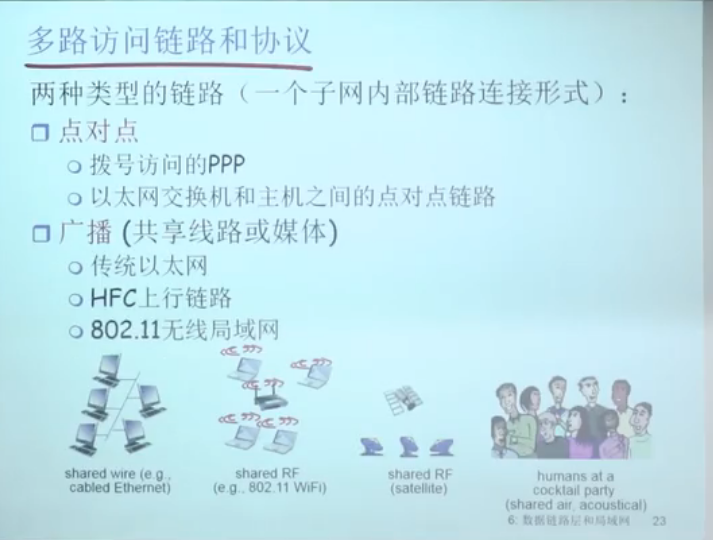 多路访问链路和协议
两种类型的链路（一个子网内部链路连接形式）：
点对点
拨号访问的PPP
以太网交换机和主机之间的点对点链路
广播 (共享线路或媒体)
传统以太网
HFC上行链路
802.11无线局域网
shared wire (e.g.,
cabled Ethernet)
shared RF
(e.g., 802.11 WiFi)
shared RF
(satellite)
humans at a
cocktail party
(shared air, acoustical)
6: 数据链路层和局域网 23